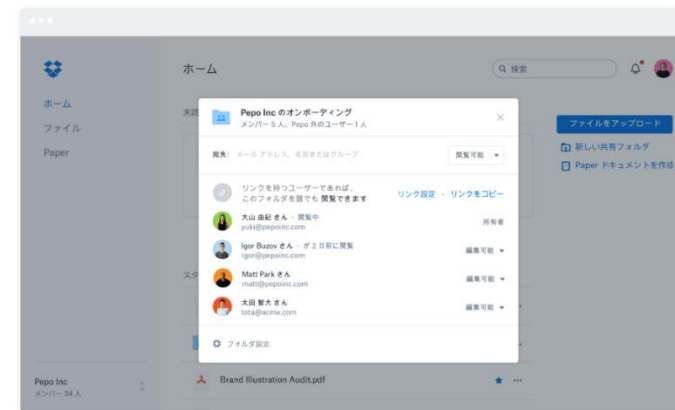 ホーム
検索
ホーム
ファイル
Paper
Pepo Inc のオンボーディング
メンバー 5 人、Pepo 外のユーザー 1 人
宛先: メール アドレス、名前またはグループ
閲覧可能
リンクを持つユーザーであれば、
このフォルダを誰でも 閲覧できます
リンク設定 · リンクをコピー
大山 由紀 さん · 閲覧中
yuki@pepoinc.com
所有者
Igor Buzov さん · が 2 日前に閲覧
igor@pepoinc.com
編集可能
Matt Park さん
matt@pepoinc.com
編集可能
太田 智大 さん
tota@acme.com
編集可能
フォルダ設定
ファイルをアップロード
新しい共有フォルダ
Paper ドキュメントを作成
スタ
Brand Illustration Audit.pdf
Pepo Inc
メンバー 34 人